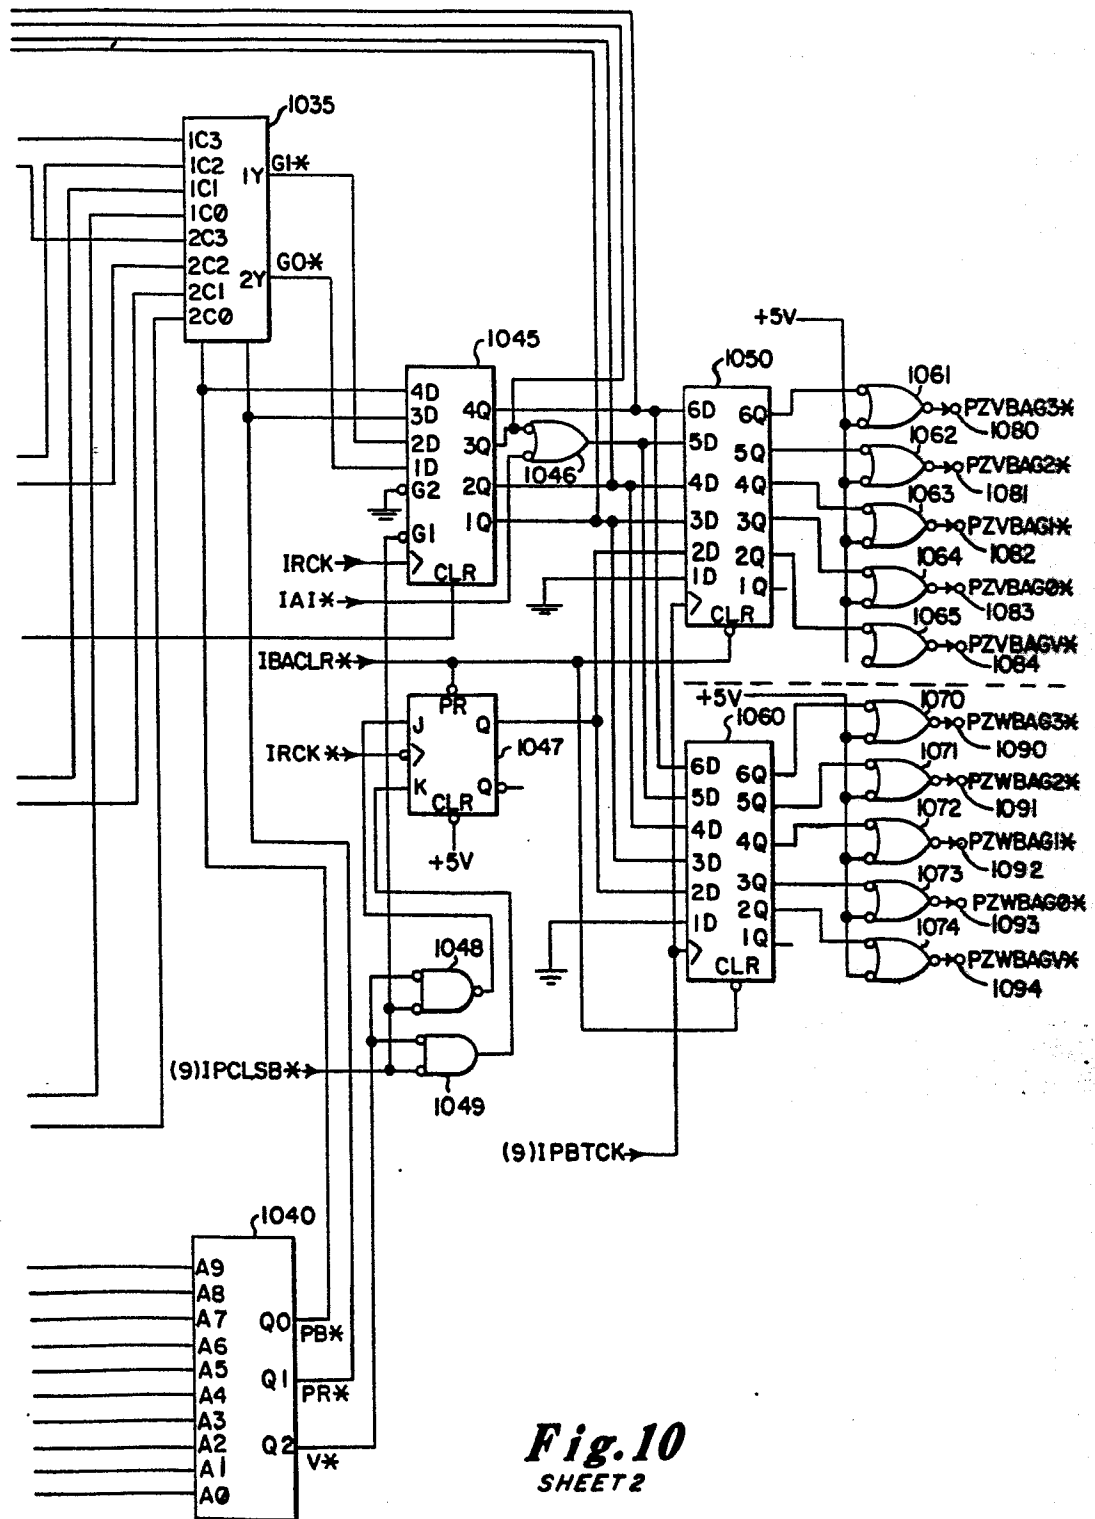 1035
1C3
1C2
1C1
1C0
2C3
2C2
2C1
2C0
1Y
G1*
2Y
G0*
+5V
1045
4D
3D
2D
1D
G2
G1
CLR
4Q
3Q
2Q
1Q
1046
IRCK
IAI*
1050
6D
5D
4D
3D
2D
1D
CLR
6Q
5Q
4Q
3Q
2Q
1Q
1061
PZVBAG3*
1080
1062
PZVBAG2*
1081
1063
PZVBAG1*
1082
1064
PZVBAG0*
1083
1065
PZVBAGV*
1084
IBACLR*
PR
J
Q
IRCK*
1047
K
Q
CLR
+5V
+5V
1060
6D
5D
4D
3D
2D
1D
CLR
6Q
5Q
4Q
3Q
2Q
1Q
1070
PZWBAG3*
1090
1071
PZWBAG2*
1091
1072
PZWBAG1*
1092
1073
PZWBAG0*
1093
1074
PZWBAGV*
1094
1048
(9)IPCLSB*
1049
(9)IPBTCK
1040
A9
A8
A7
A6
A5
A4
A3
A2
A1
A0
Q0
PB*
Q1
PR*
Q2
V*
Fig.10
SHEET 2